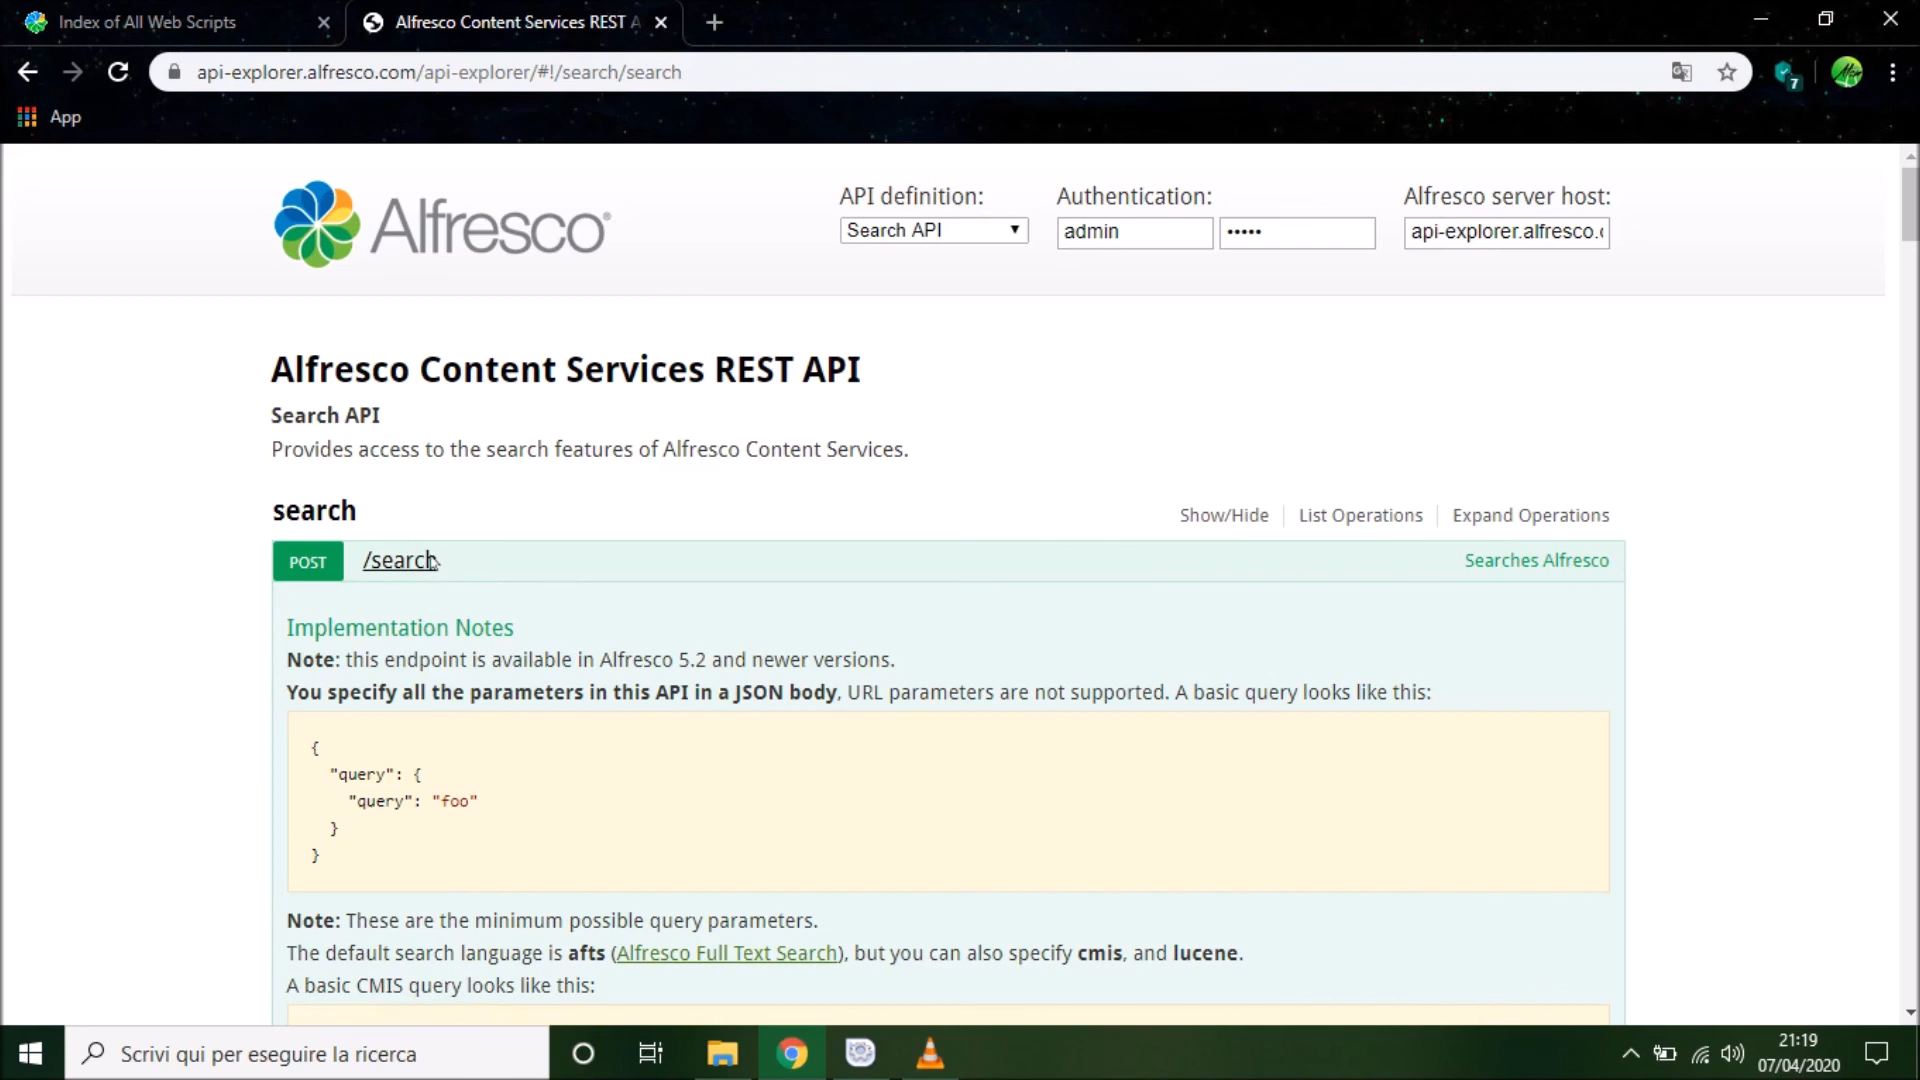 Index of All Web Scripts
Alfresco Content Services REST A
api-explorer.alfresco.com/api-explorer/#!/search/search
7
App
Alfresco®
API definition:
Authentication:
Alfresco server host:
Search API
admin
•••••
api-explorer.alfresco.
Alfresco Content Services REST API
Search API
Provides access to the search features of Alfresco Content Services.
search
Show/Hide
List Operations
Expand Operations
POST
/search
Searches Alfresco
Implementation Notes
Note: this endpoint is available in Alfresco 5.2 and newer versions.
You specify all the parameters in this API in a JSON body, URL parameters are not supported. A basic query looks like this:
{
"query": {
"query": "foo"
}
}
Note: These are the minimum possible query parameters.
The default search language is afts (Alfresco Full Text Search), but you can also specify cmis, and lucene.
A basic CMIS query looks like this:
Scrivi qui per eseguire la ricerca
21:19
07/04/2020